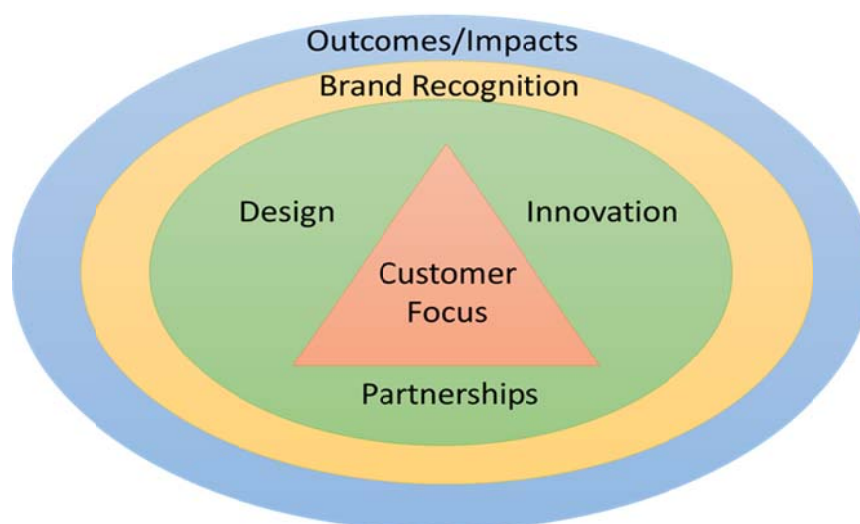 Outcomes/Impacts
Brand Recognition
Design
Innovation
Customer
Focus
Partnerships